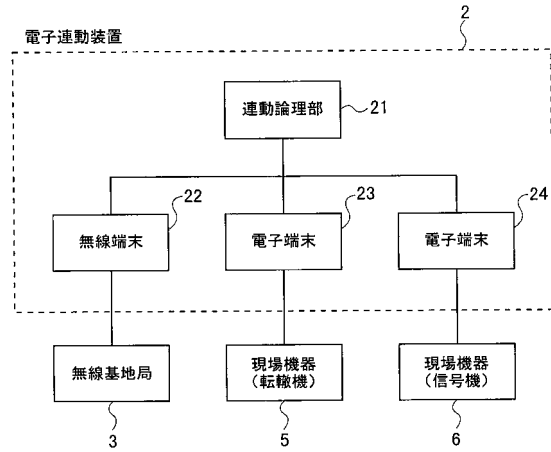 電子連動装置
2
連動論理部
21
22
23
24
無線端末
電子端末
電子端末
無線基地局
現場機器
(転轍機)
現場機器
(信号機)
3
5
6